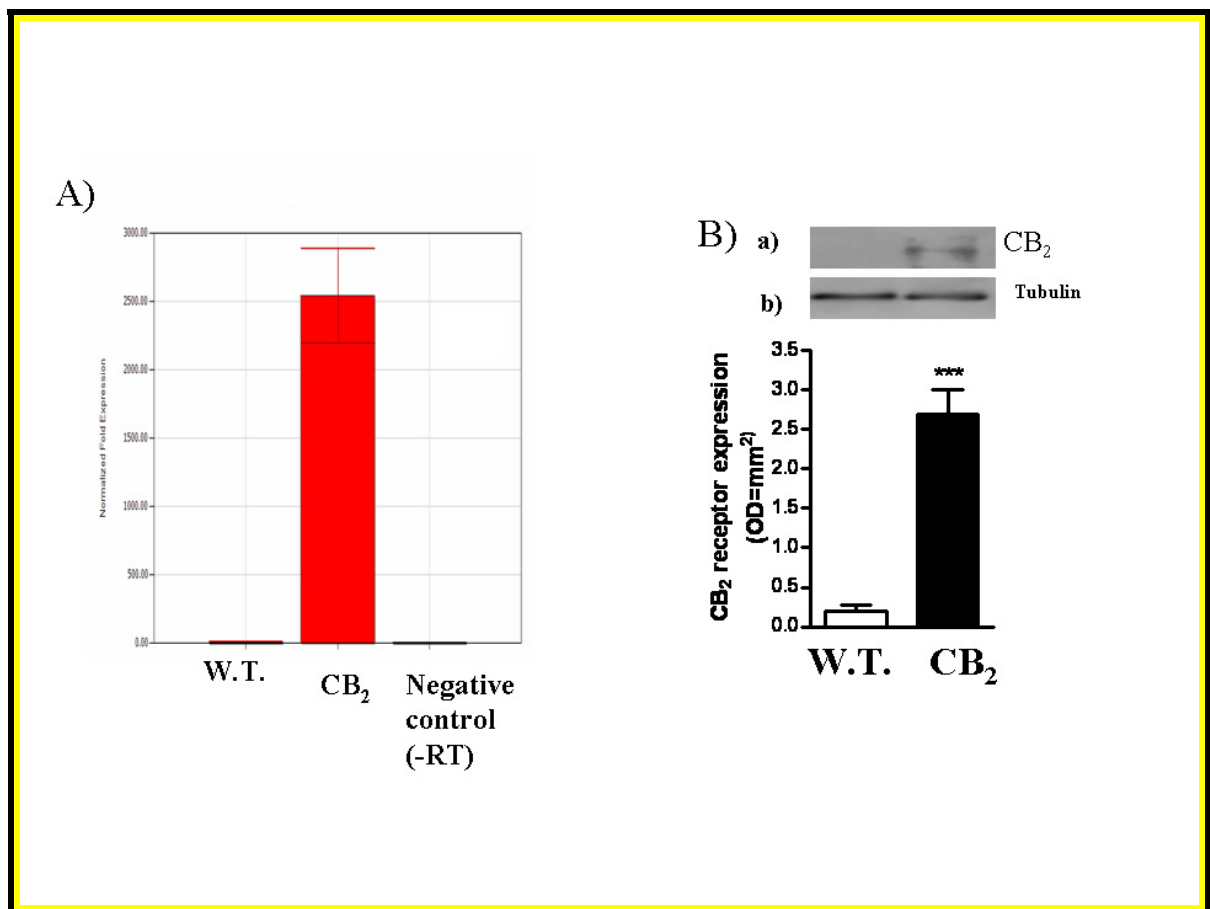 A)
3000.00
2500.00
2000.00
1500.00
1000.00
500.00
0.00
Normalized Fold Expression
W.T.
CB₂
Negative
control
(-RT)
B)
a)
CB₂
b)
Tubulin
CB₂ receptor expression
(OD=mm²)
3.5
3.0
2.5
2.0
1.5
1.0
0.5
0.0
***
W.T.
CB₂